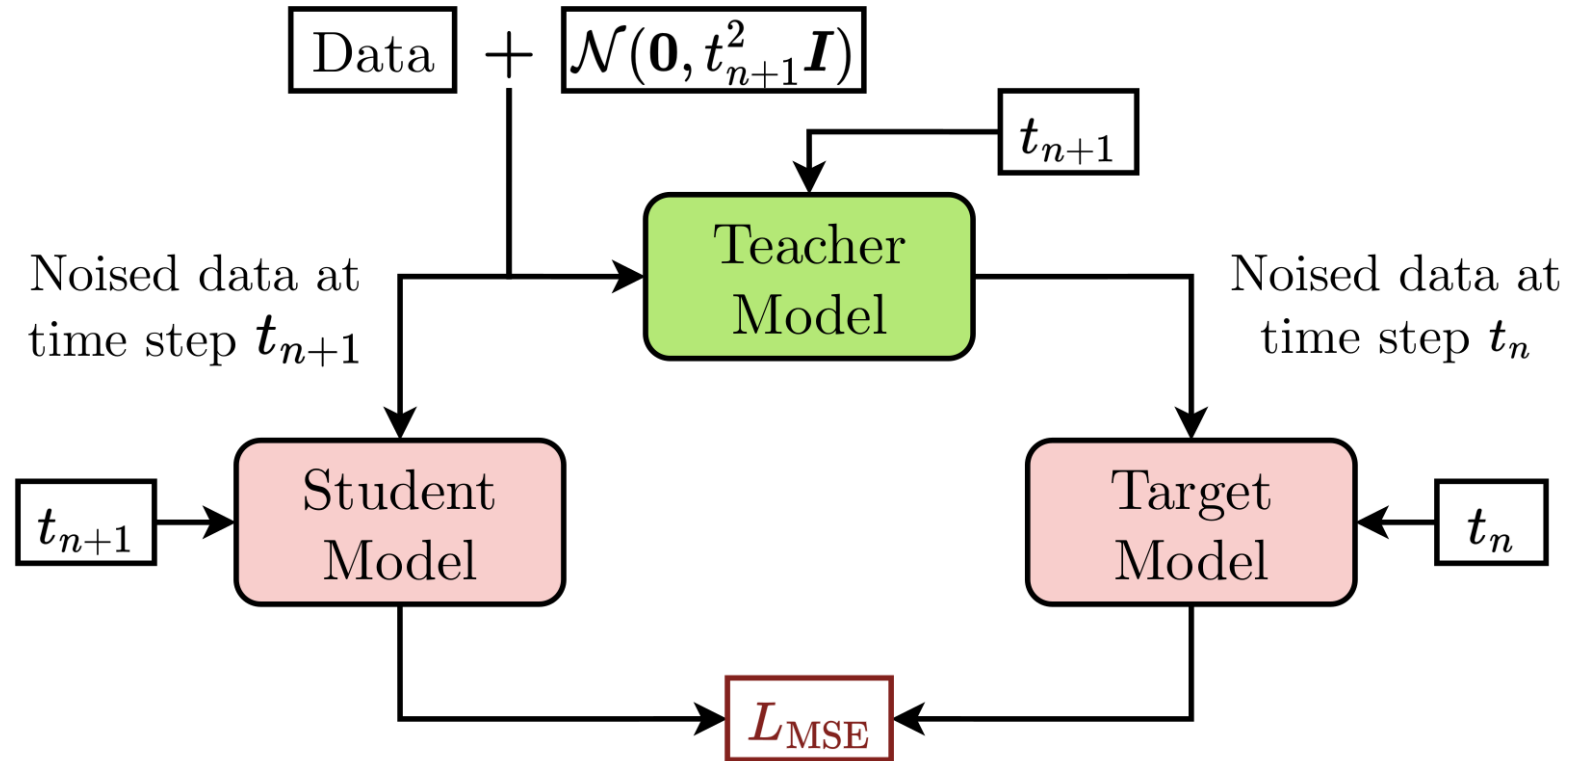 Data + 𝒩(𝟎, t²ₙ₊₁𝑰)
tₙ₊₁
Teacher
Model
Noised data at
time step tₙ₊₁
Noised data at
time step tₙ
tₙ₊₁
Student
Model
Target
Model
tₙ
L_MSE